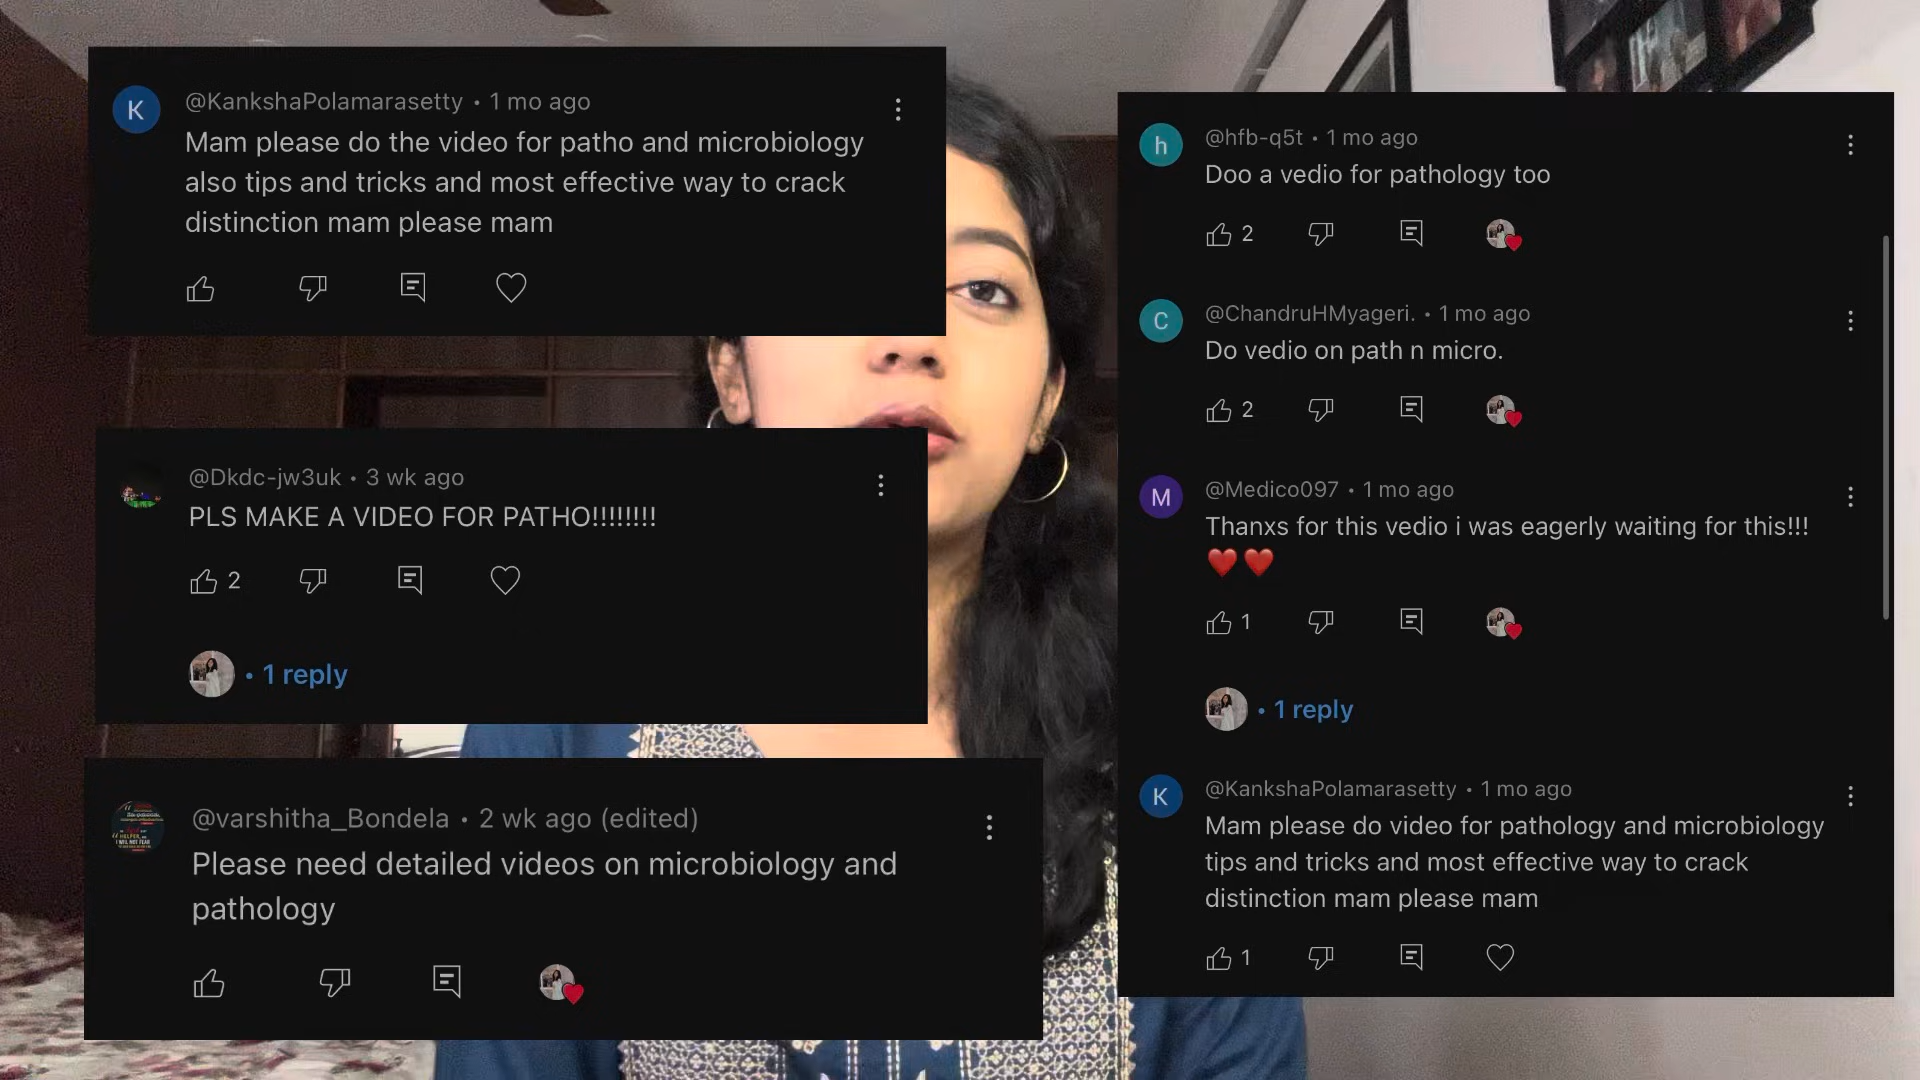 K
@KankshaPolamarasetty • 1 mo ago
Mam please do the video for patho and microbiology
also tips and tricks and most effective way to crack
distinction mam please mam
@Dkdc-jw3uk • 3 wk ago
PLS MAKE A VIDEO FOR PATHO!!!!!!!!
2
• 1 reply
@varshitha_Bondela • 2 wk ago (edited)
Please need detailed videos on microbiology and
pathology
h
@hfb-q5t • 1 mo ago
Doo a vedio for pathology too
2
C
@ChandruHMyageri. • 1 mo ago
Do vedio on path n micro.
2
M
@Medico097 • 1 mo ago
Thanxs for this vedio i was eagerly waiting for this!!!
❤️ ❤️
1
• 1 reply
K
@KankshaPolamarasetty • 1 mo ago
Mam please do video for pathology and microbiology
tips and tricks and most effective way to crack
distinction mam please mam
1